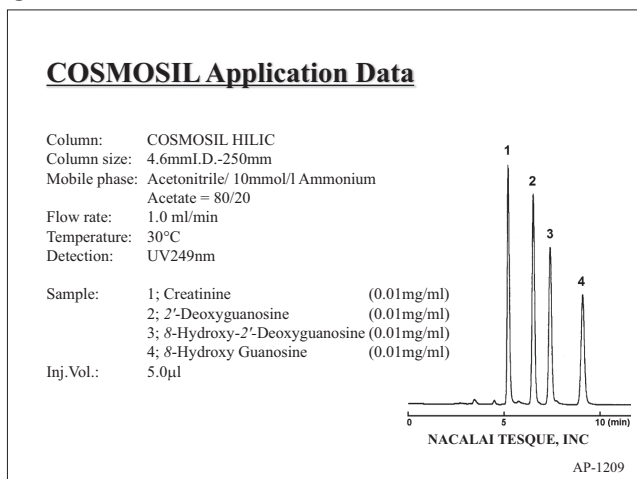 COSMOSIL Application Data
Column: COSMOSIL HILIC
Column size: 4.6mmI.D.-250mm
Mobile phase: Acetonitrile/ 10mmol/l Ammonium
Acetate = 80/20
Flow rate: 1.0 ml/min
Temperature: 30°C
Detection: UV249nm
Sample: 1; Creatinine (0.01mg/ml)
2; 2'-Deoxyguanosine (0.01mg/ml)
3; 8-Hydroxy-2'-Deoxyguanosine (0.01mg/ml)
4; 8-Hydroxy Guanosine (0.01mg/ml)
Inj.Vol.: 5.0µl
1
2
3
4
0 5 10 (min)
NACALAI TESQUE, INC
AP-1209